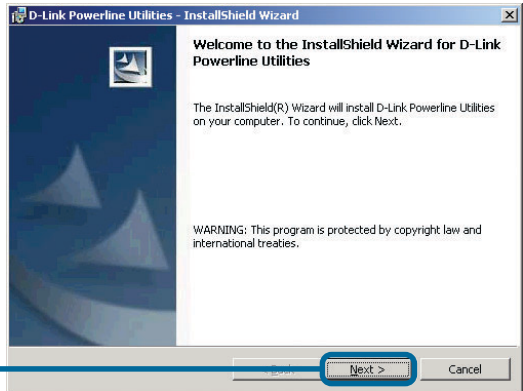 D-Link Powerline Utilities - InstallShield Wizard
Welcome to the InstallShield Wizard for D-Link
Powerline Utilities
The InstallShield(R) Wizard will install D-Link Powerline Utilities
on your computer. To continue, click Next.
WARNING: This program is protected by copyright law and
international treaties.
Next >
Cancel